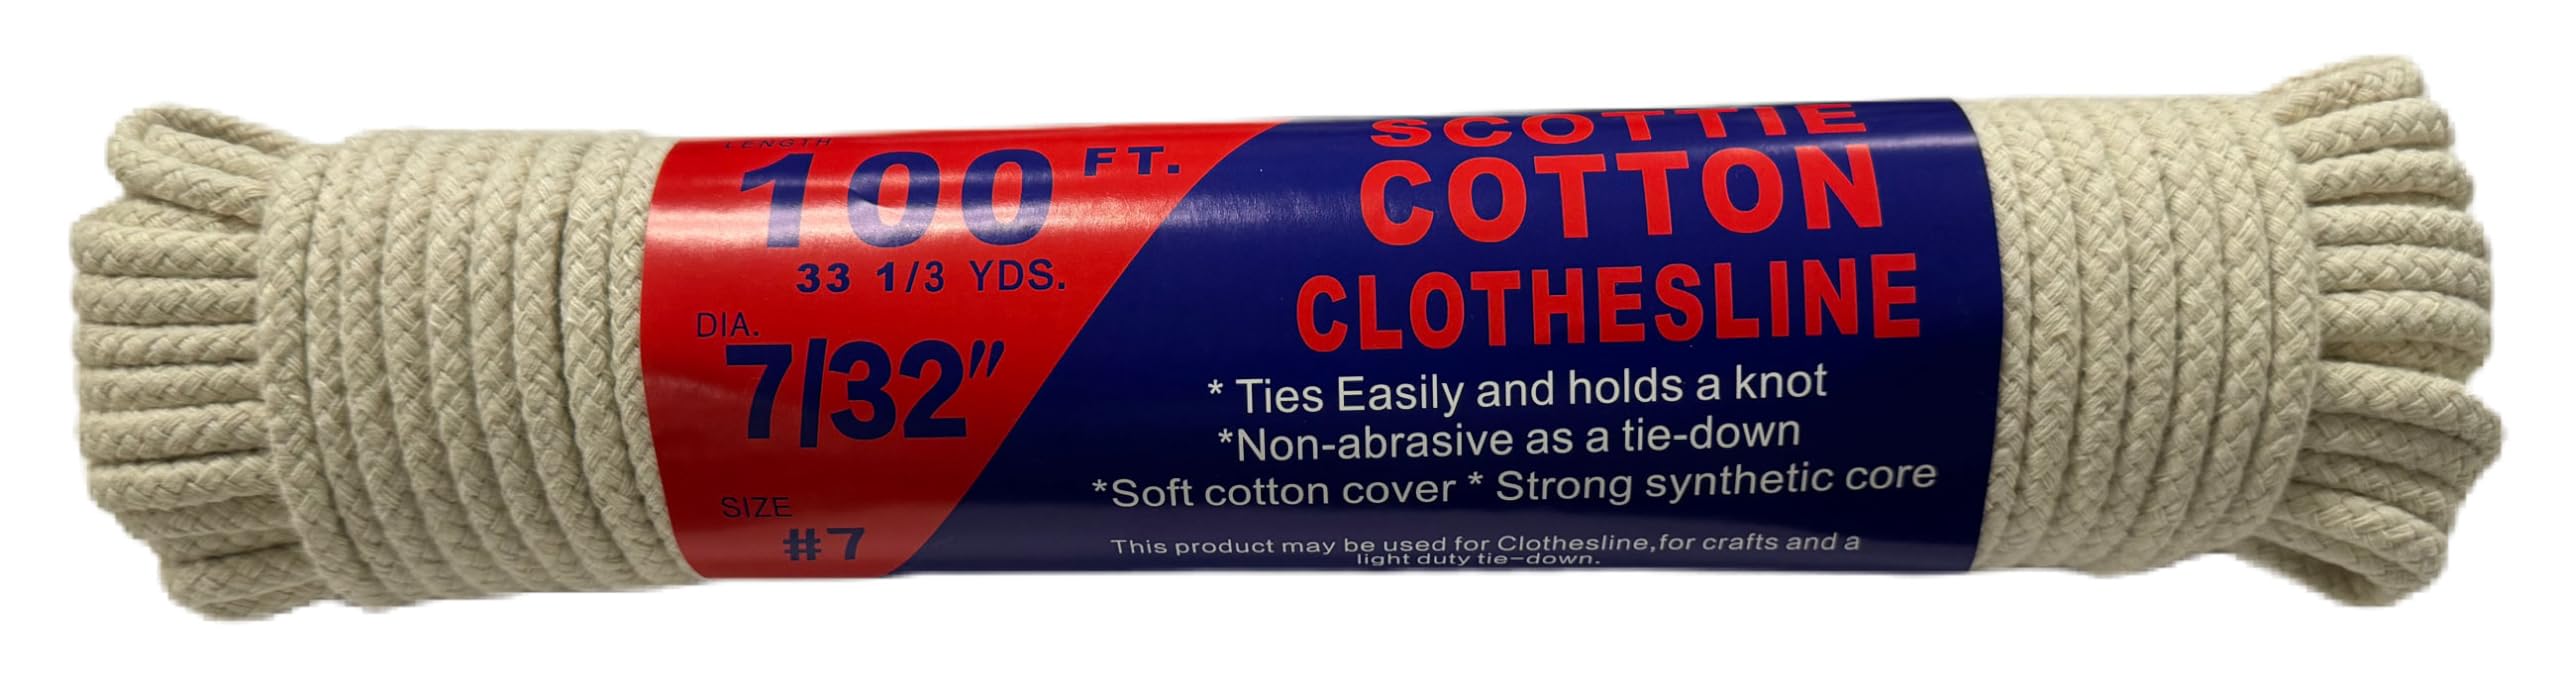 LENGTH
100 FT.
33 1/3 YDS.
DIA.
7/32"
SIZE
#7
SCOTTIE
COTTON
CLOTHESLINE
* Ties Easily and holds a knot
*Non-abrasive as a tie-down
*Soft cotton cover * Strong synthetic core
This product may be used for Clothesline,for crafts and a
light duty tie-down.